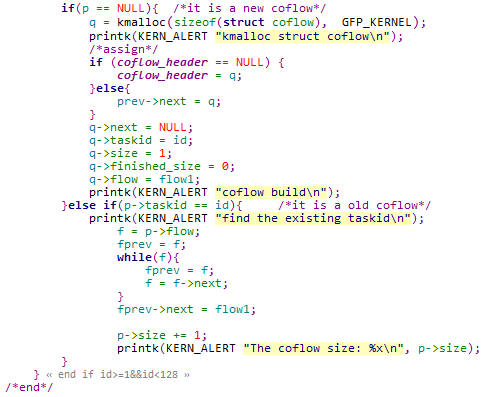 if(p == NULL){ /*it is a new coflow*/
q = kmalloc(sizeof(struct coflow), GFP_KERNEL);
printk(KERN_ALERT "kmalloc struct coflow\n");
/*assign*/
if (coflow_header == NULL) {
coflow_header = q;
}else{
prev->next = q;
}
q->next = NULL;
q->taskid = id;
q->size = 1;
q->finished_size = 0;
q->flow = flow1;
printk(KERN_ALERT "coflow build\n");
}else if(p->taskid == id){ /*it is a old coflow*/
printk(KERN_ALERT "find the existing taskid\n");
f = p->flow;
fprev = f;
while(f){
fprev = f;
f = f->next;
}
fprev->next = flow1;
p->size += 1;
printk(KERN_ALERT "The coflow size: %x\n", p->size);
}
} « end if id>=1&&id<128 »
/*end*/